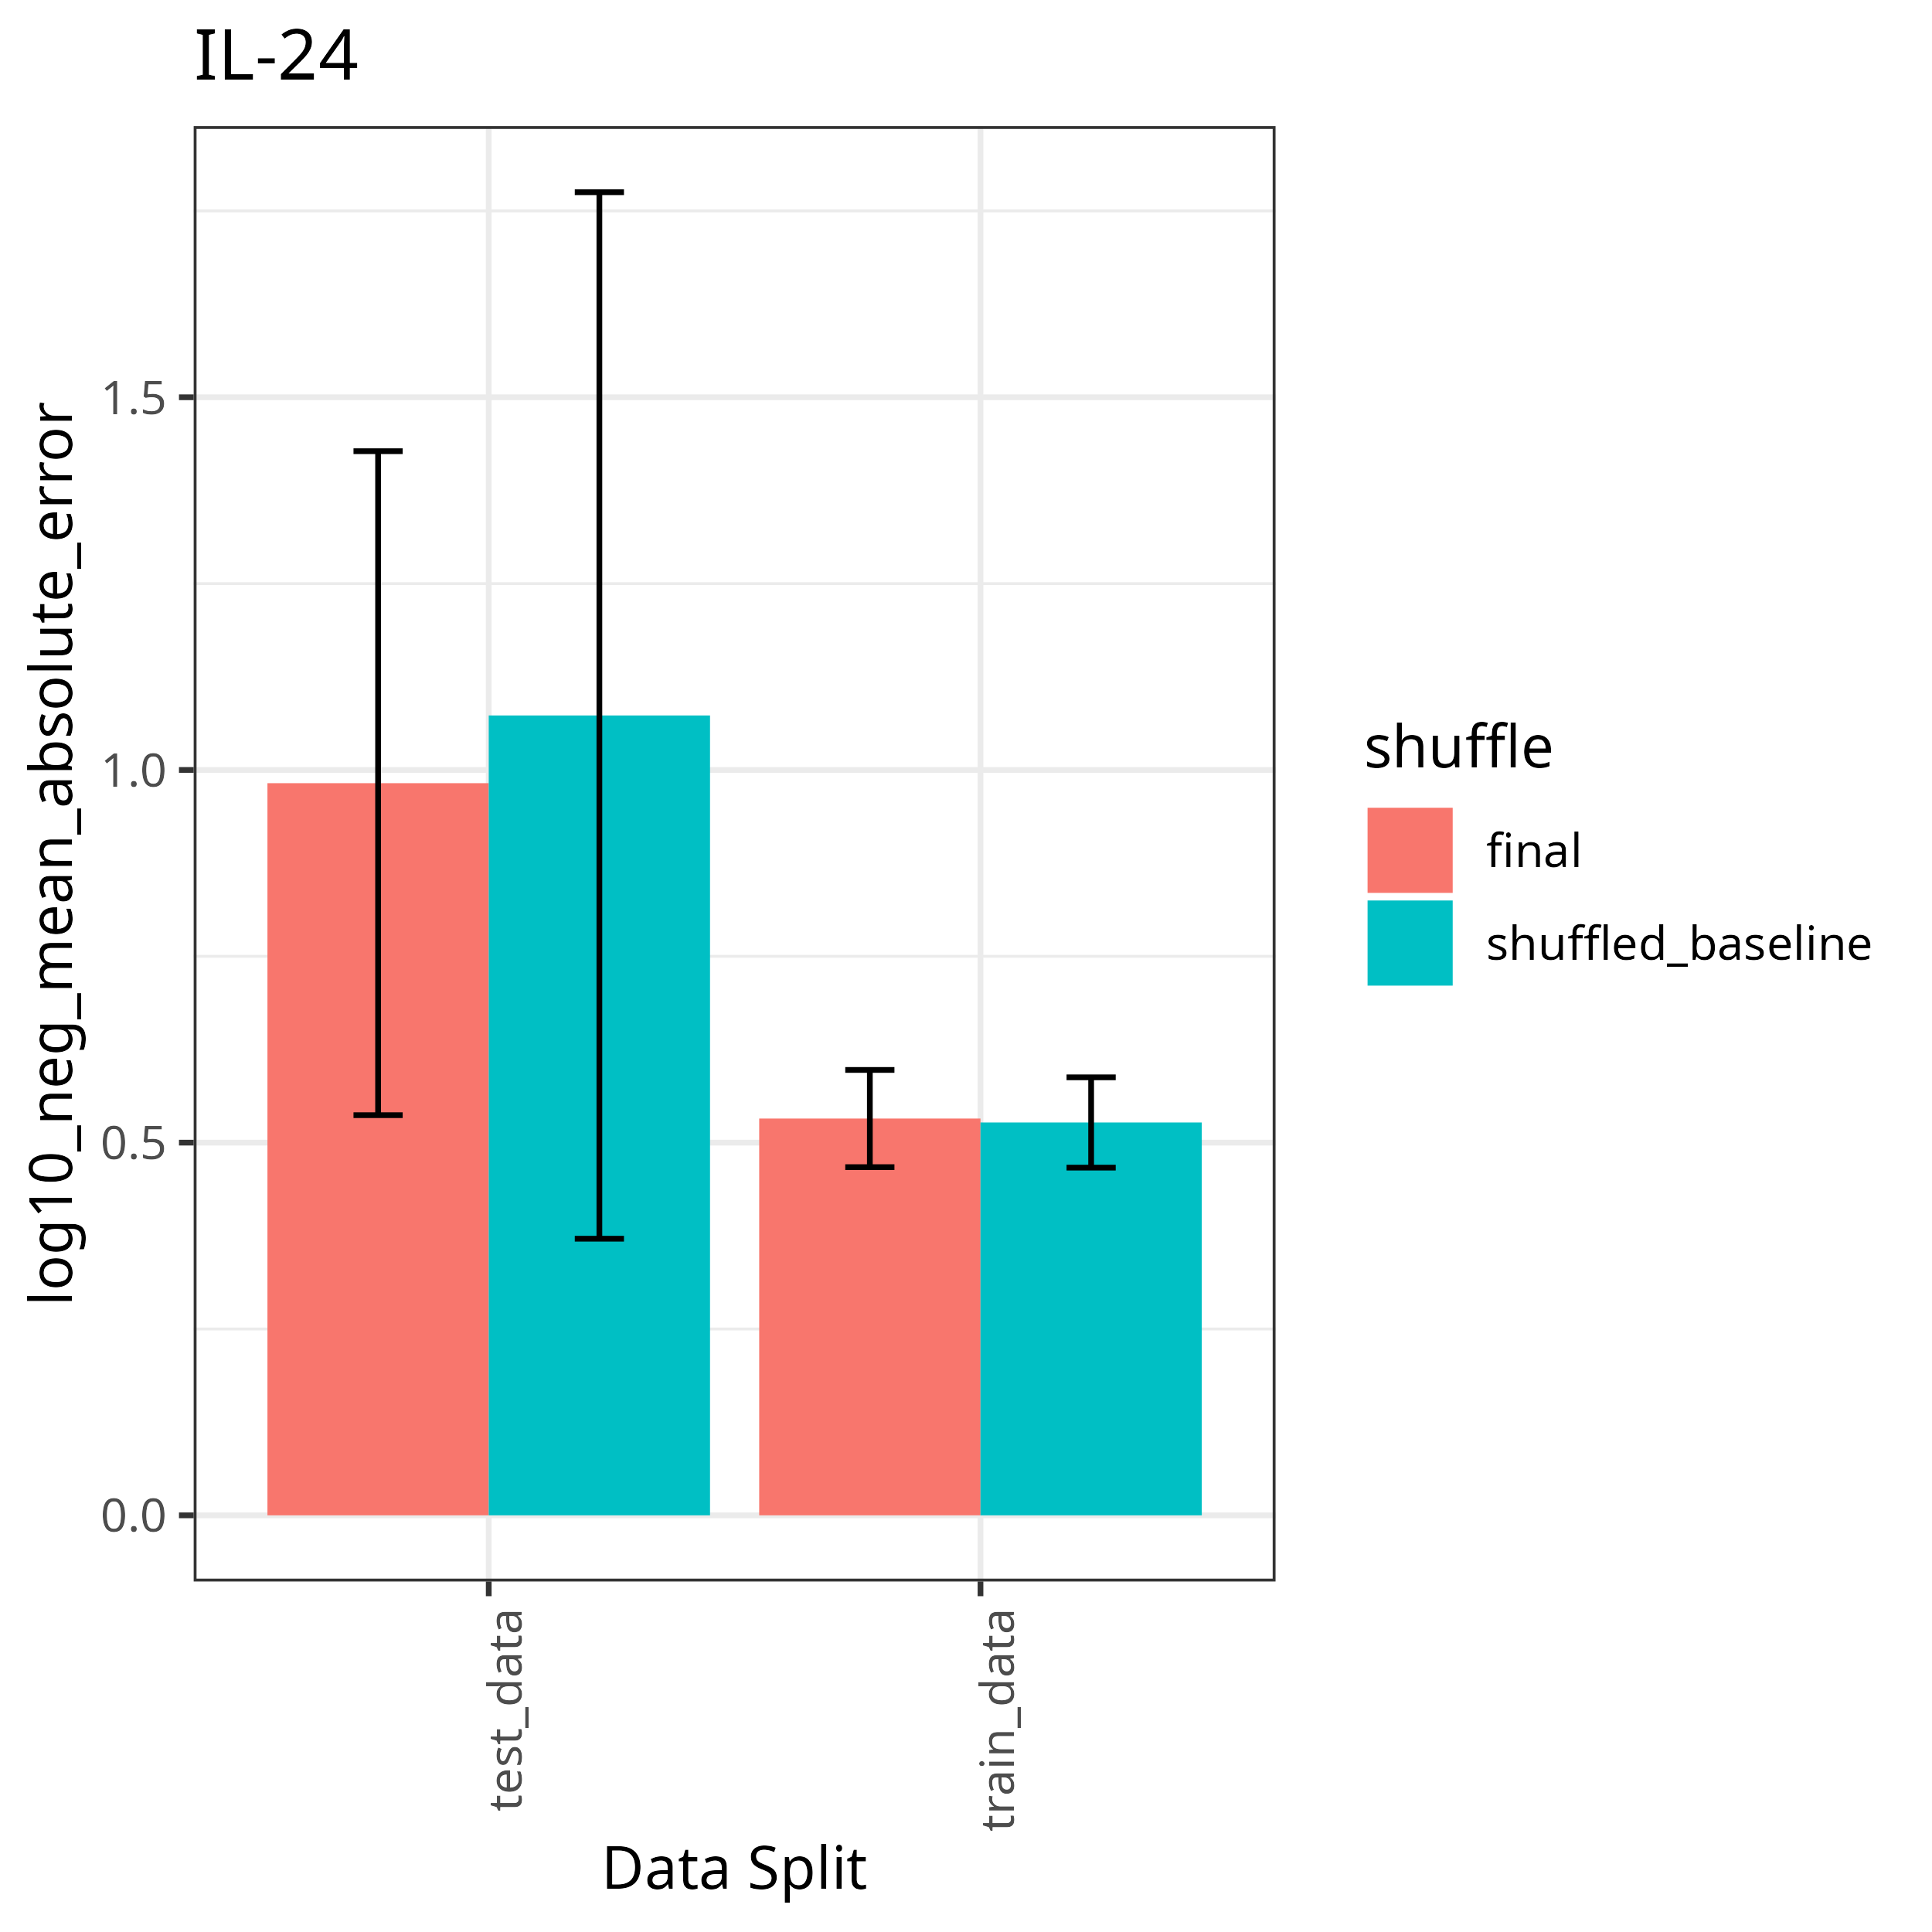 IL-24
log10_neg_mean_absolute_error
1.5
1.0
0.5
0.0
test_data
train_data
Data Split
shuffle
final
shuffled_baseline